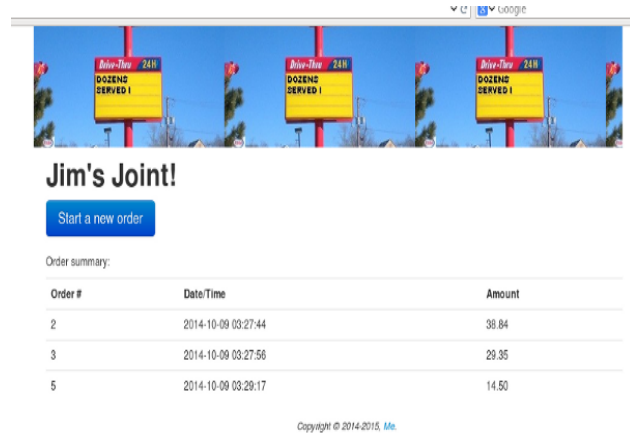 Google
Drive-Thru 24H
DOZENS
SERVED !
Drive-Thru 24H
DOZENS
SERVED !
Drive-Thru 24H
DOZENS
SERVED !
Jim's Joint!
Start a new order
Order summary:
Order # Date/Time Amount
2 2014-10-09 03:27:44 38.84
3 2014-10-09 03:27:56 29.35
5 2014-10-09 03:29:17 14.50
Copyright © 2014-2015, Me.